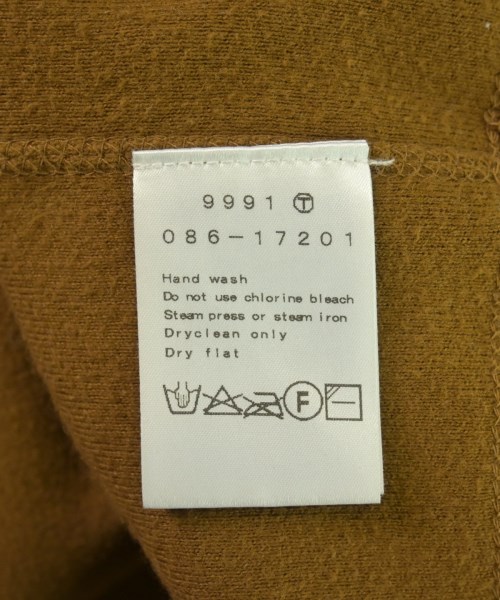 9991 Ⓣ
086-17201
Hand wash
Do not use chlorine bleach
Steam press or steam iron
Dryclean only
Dry flat
F